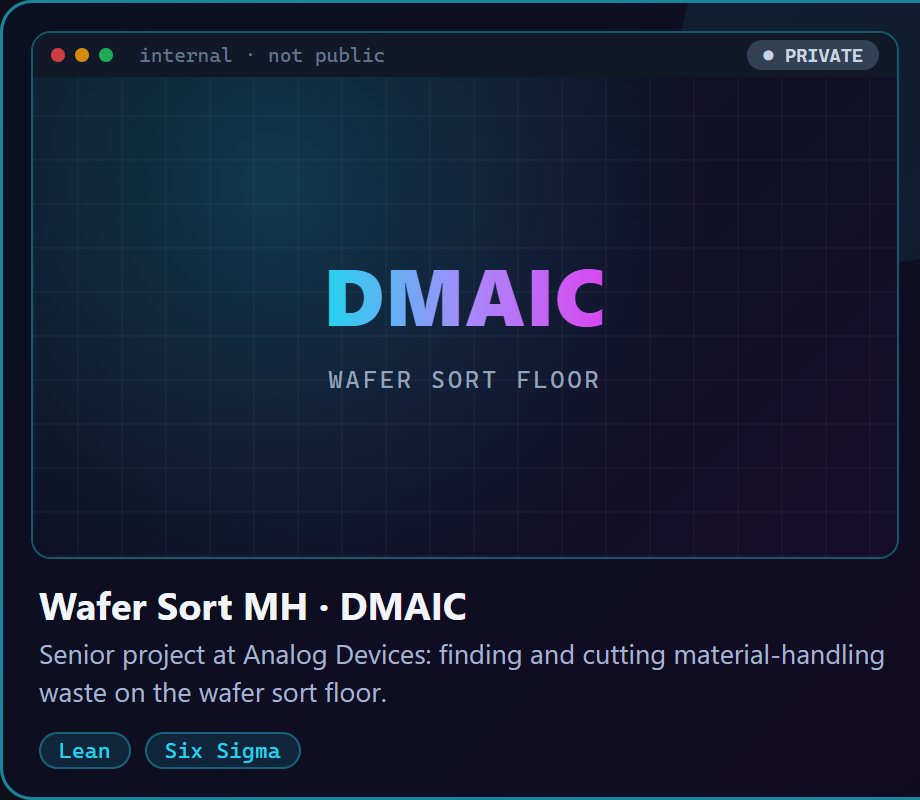 internal · not public
PRIVATE
DMAIC
WAFER SORT FLOOR
Wafer Sort MH · DMAIC
Senior project at Analog Devices: finding and cutting material-handling
waste on the wafer sort floor.
Lean
Six Sigma